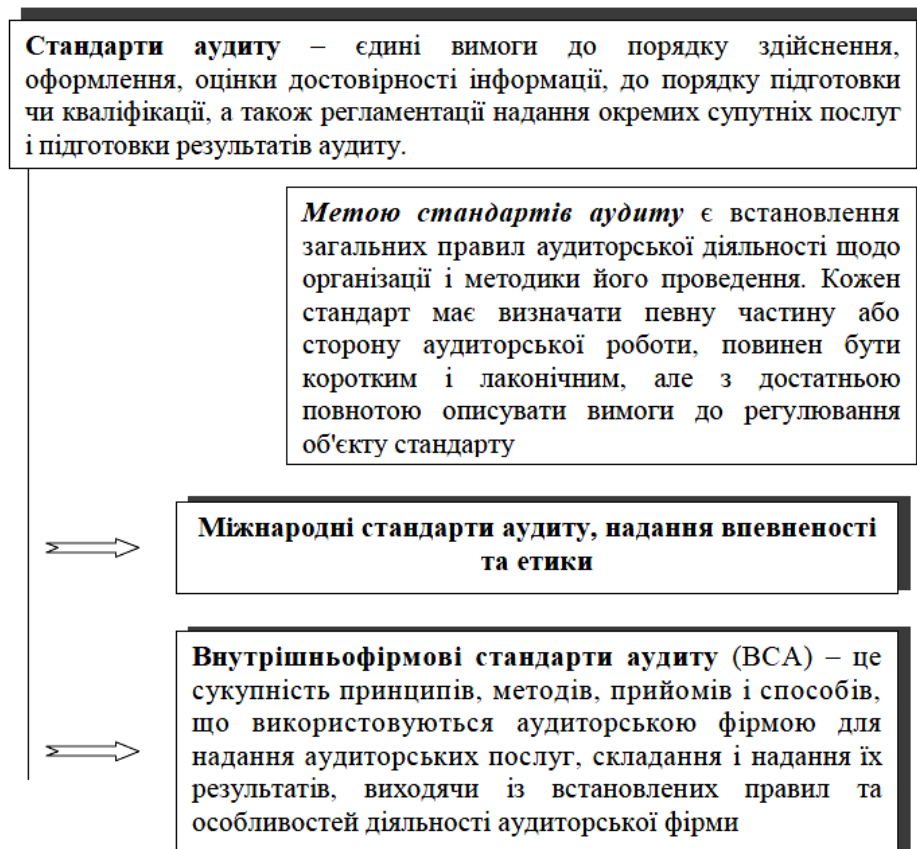 Стандарти аудиту – єдині вимоги до порядку здійснення,
оформлення, оцінки достовірності інформації, до порядку підготовки
чи кваліфікації, а також регламентації надання окремих супутніх послуг
і підготовки результатів аудиту.
Метою стандартів аудиту є встановлення
загальних правил аудиторської діяльності щодо
організації і методики його проведення. Кожен
стандарт має визначати певну частину або
сторону аудиторської роботи, повинен бути
коротким і лаконічним, але з достатньою
повнотою описувати вимоги до регулювання
об'єкту стандарту
Міжнародні стандарти аудиту, надання впевненості
та етики
Внутрішньофірмові стандарти аудиту (ВСА) – це
сукупність принципів, методів, прийомів і способів,
що використовуються аудиторською фірмою для
надання аудиторських послуг, складання і надання їх
результатів, виходячи із встановлених правил та
особливостей діяльності аудиторської фірми